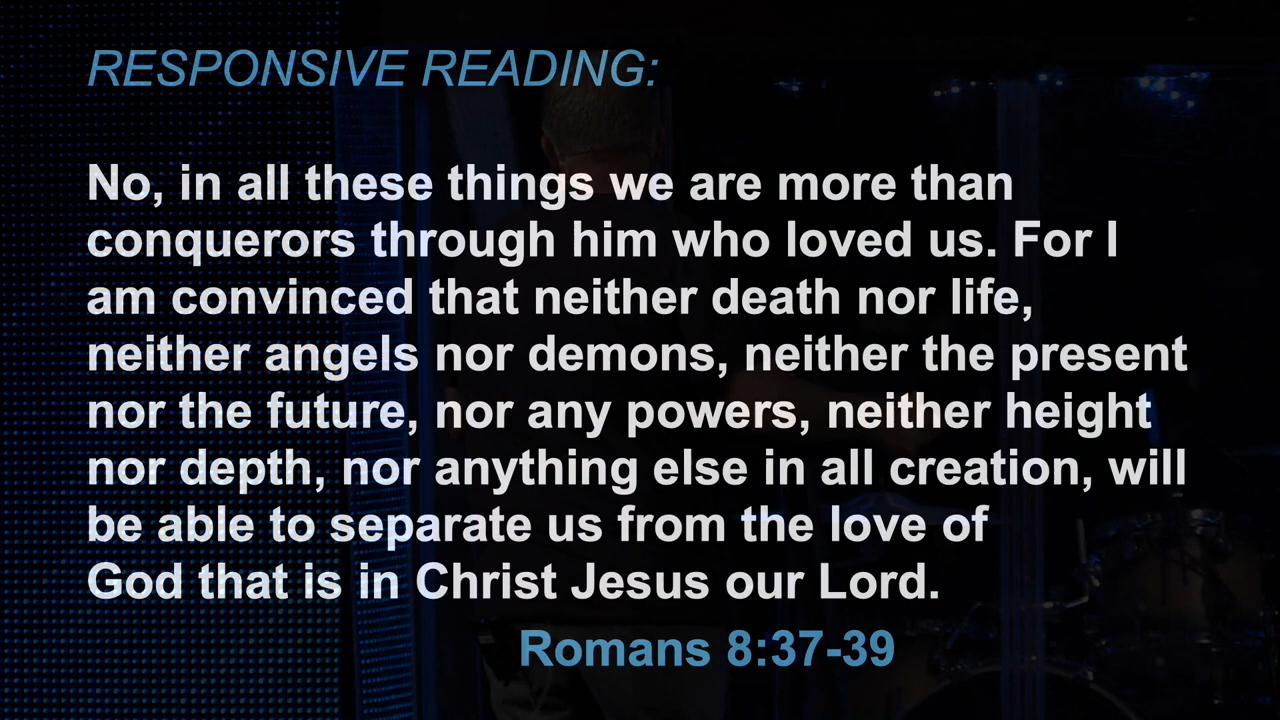 RESPONSIVE READING:
No, in all these things we are more than
conquerors through him who loved us. For I
am convinced that neither death nor life,
neither angels nor demons, neither the present
nor the future, nor any powers, neither height
nor depth, nor anything else in all creation, will
be able to separate us from the love of
God that is in Christ Jesus our Lord.
Romans 8:37-39